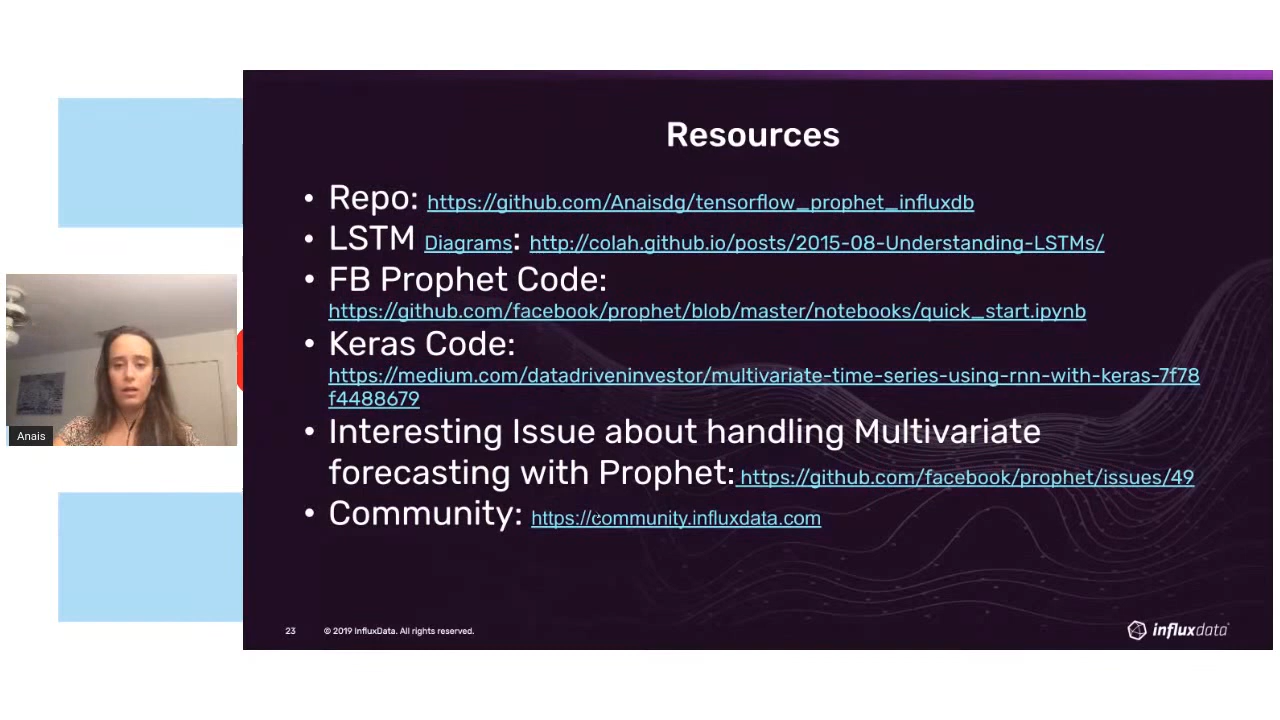 Resources
• Repo: https://github.com/Anaisdg/tensorflow_prophet_influxdb
• LSTM Diagrams: http://colah.github.io/posts/2015-08-Understanding-LSTMs/
• FB Prophet Code:
https://github.com/facebook/prophet/blob/master/notebooks/quick_start.ipynb
• Keras Code:
https://medium.com/datadriveninvestor/multivariate-time-series-using-rnn-with-keras-7f78
f4488679
• Interesting Issue about handling Multivariate
forecasting with Prophet: https://github.com/facebook/prophet/issues/49
• Community: https://community.influxdata.com
Anais
23 © 2019 InfluxData. All rights reserved.
influxdata